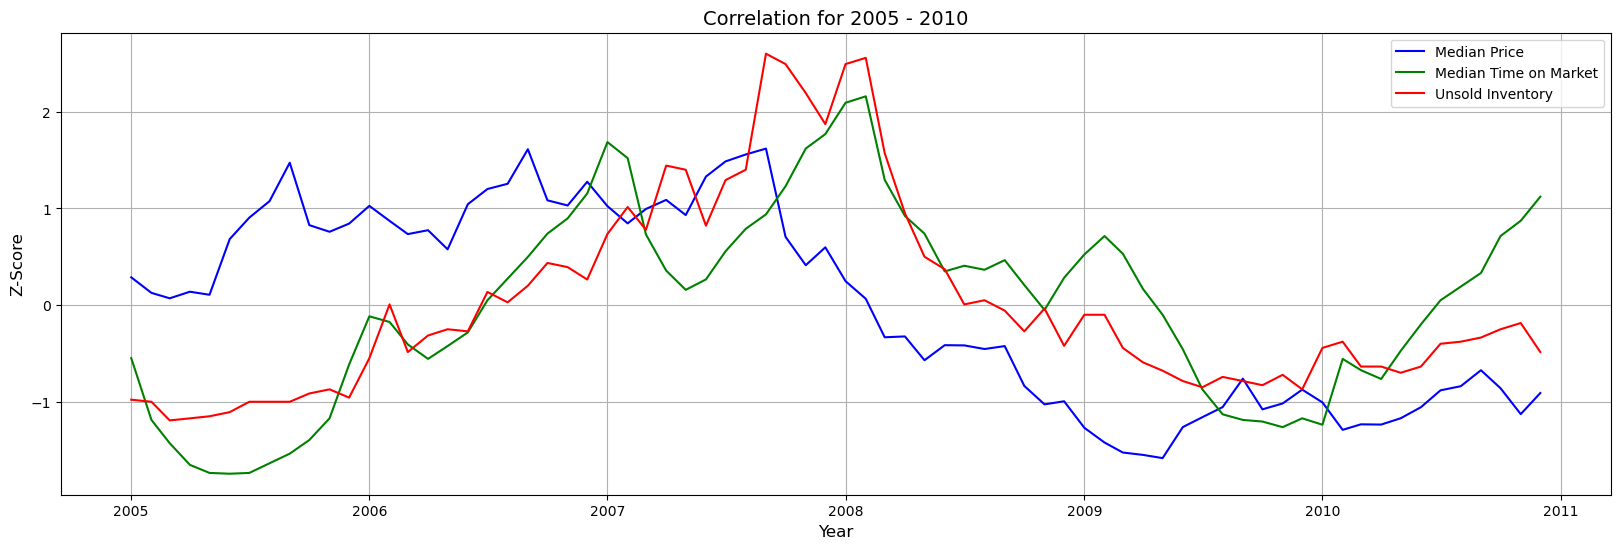 Correlation for 2005 - 2010
Median Price
Median Time on Market
Unsold Inventory
Z-Score
2
1
0
−1
2005 2006 2007 2008 2009 2010 2011
Year